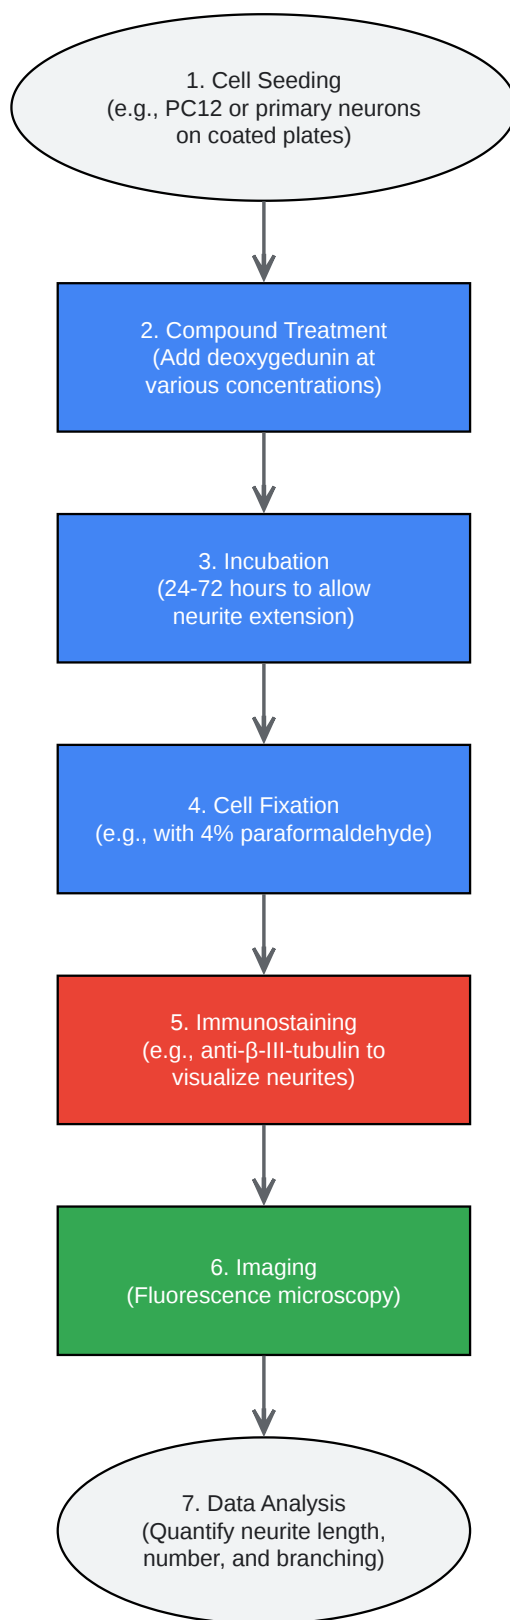 1. Cell Seeding
(e.g., PC12 or primary neurons
on coated plates)
2. Compound Treatment
(Add deoxygedunin at
various concentrations)
3. Incubation
(24-72 hours to allow
neurite extension)
4. Cell Fixation
(e.g., with 4% paraformaldehyde)
5. Immunostaining
(e.g., anti-β-III-tubulin to
visualize neurites)
6. Imaging
(Fluorescence microscopy)
7. Data Analysis
(Quantify neurite length,
number, and branching)